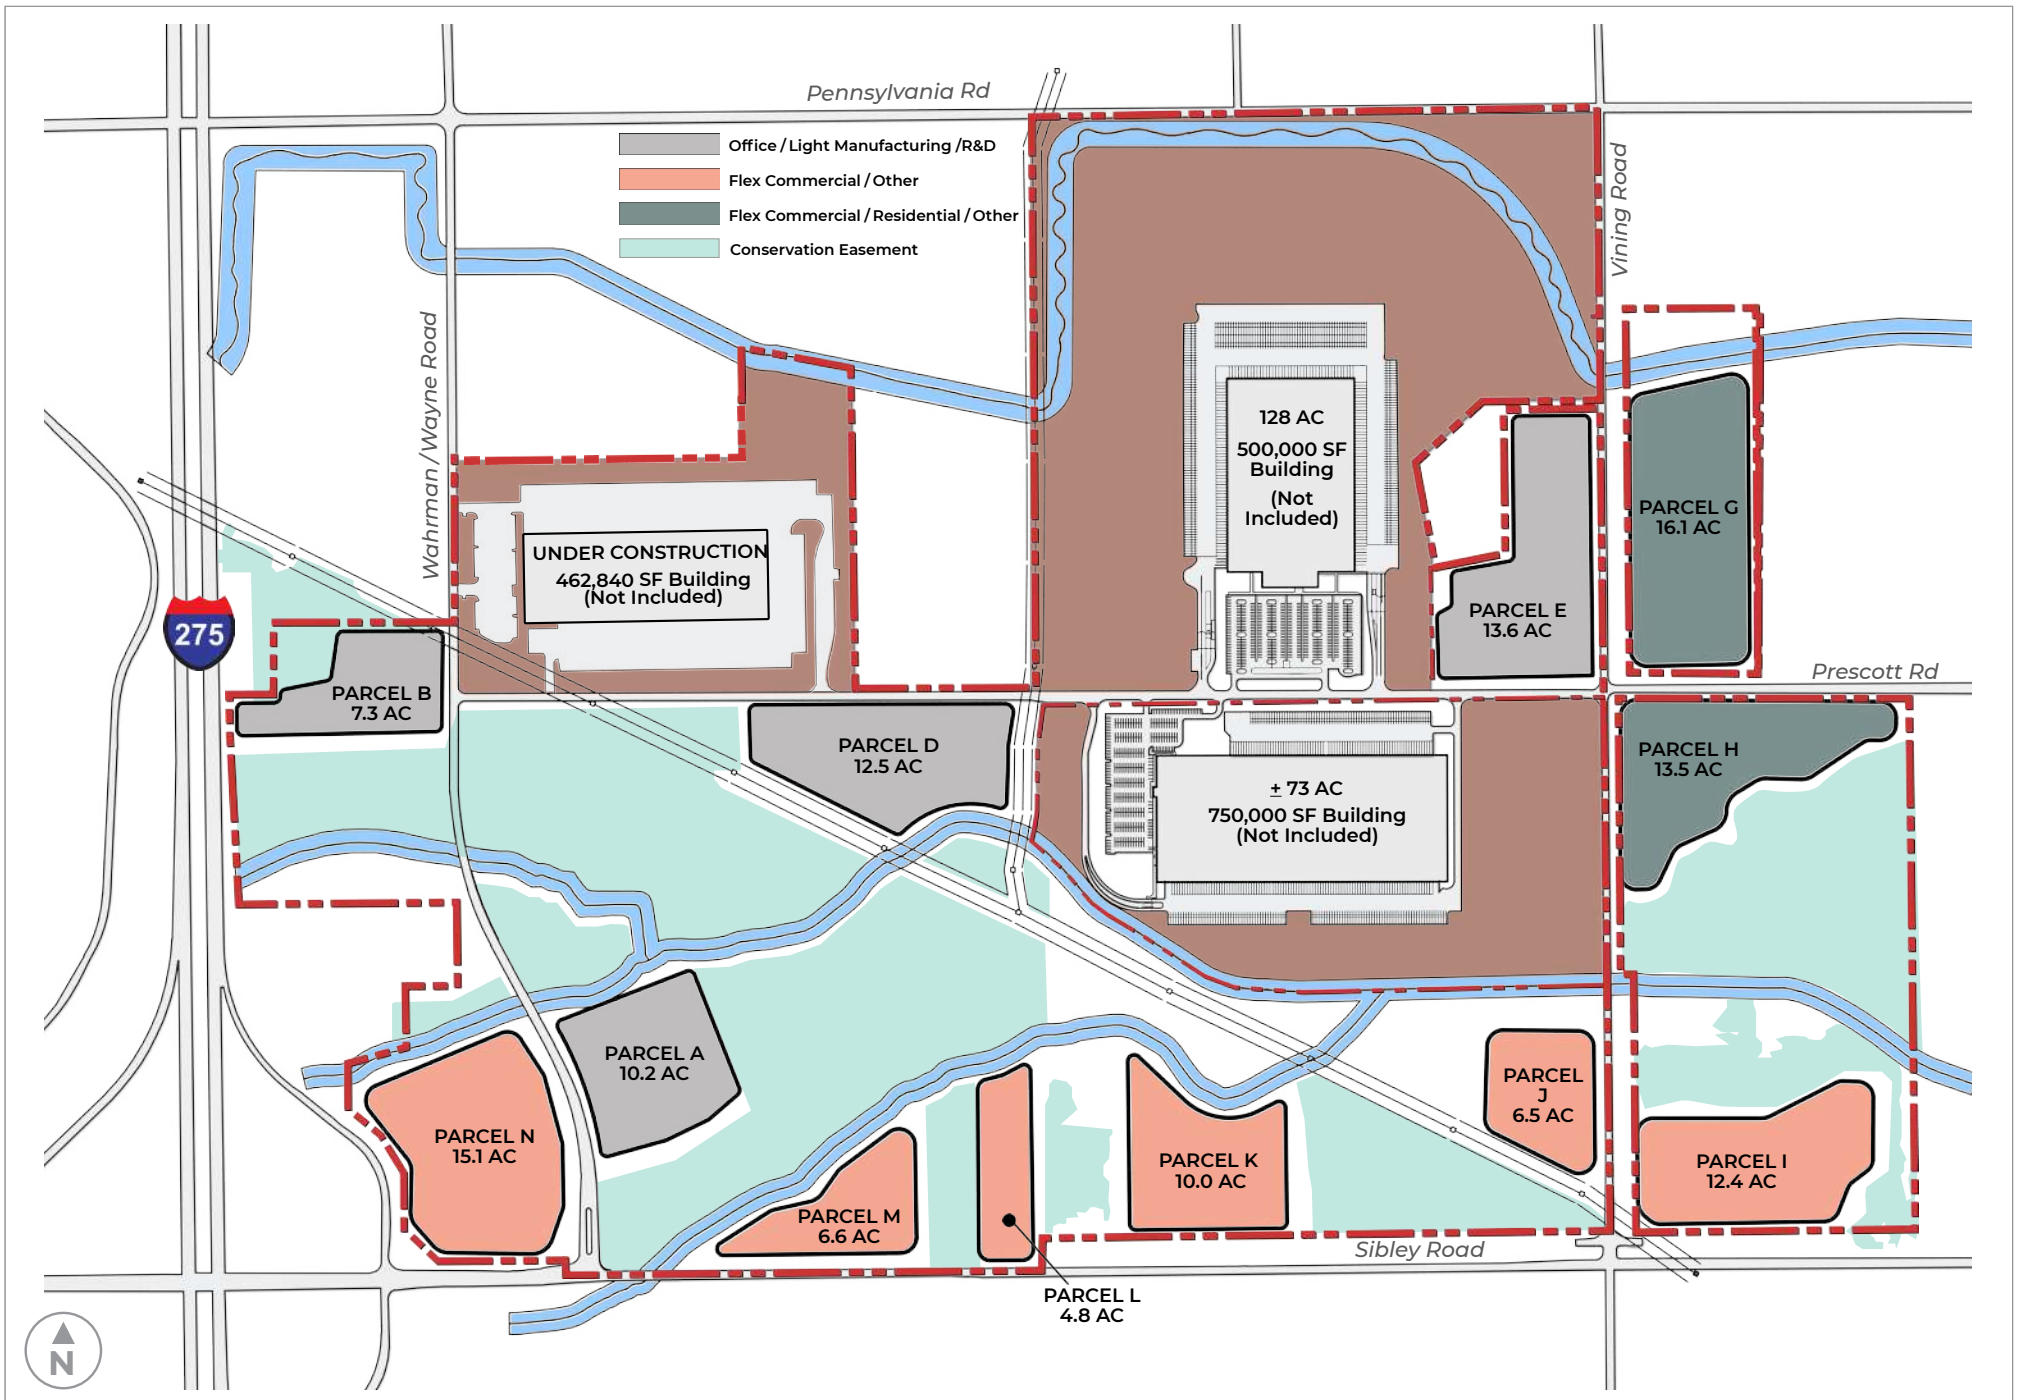 Pennsylvania Rd
Office / Light Manufacturing /R&D
Flex Commercial / Other
Flex Commercial / Residential / Other
Conservation Easement
Vining Road
Wahrman /Wayne Road
128 AC
500,000 SF
Building
(Not
Included)
UNDER CONSTRUCTION
462,840 SF Building
(Not Included)
PARCEL G
16.1 AC
PARCEL E
13.6 AC
275
Prescott Rd
PARCEL B
7.3 AC
PARCEL D
12.5 AC
PARCEL H
13.5 AC
± 73 AC
750,000 SF Building
(Not Included)
PARCEL A
10.2 AC
PARCEL J
6.5 AC
PARCEL N
15.1 AC
PARCEL K
10.0 AC
PARCEL I
12.4 AC
PARCEL M
6.6 AC
Sibley Road
PARCEL L
4.8 AC
N